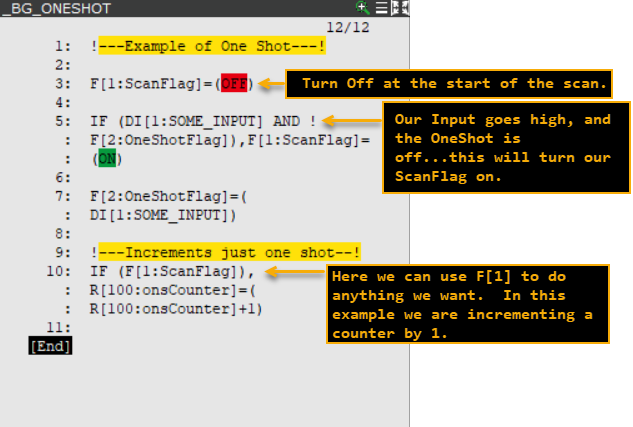 _BG_ONESHOT
12/12
1: !---Example of One Shot---!
2:
3: F[1:ScanFlag]=(OFF)
Turn Off at the start of the scan.
4:
5: IF (DI[1:SOME_INPUT] AND !
: F[2:OneShotFlag]),F[1:ScanFlag]=
: (ON)
Our Input goes high, and
the OneShot is
off...this will turn our
ScanFlag on.
6:
7: F[2:OneShotFlag]=(
: DI[1:SOME_INPUT])
8:
9: !---Increments just one shot--!
10: IF (F[1:ScanFlag]),
: R[100:onsCounter]=(
: R[100:onsCounter]+1)
Here we can use F[1] to do
anything we want. In this
example we are incrementing a
counter by 1.
11:
[End]